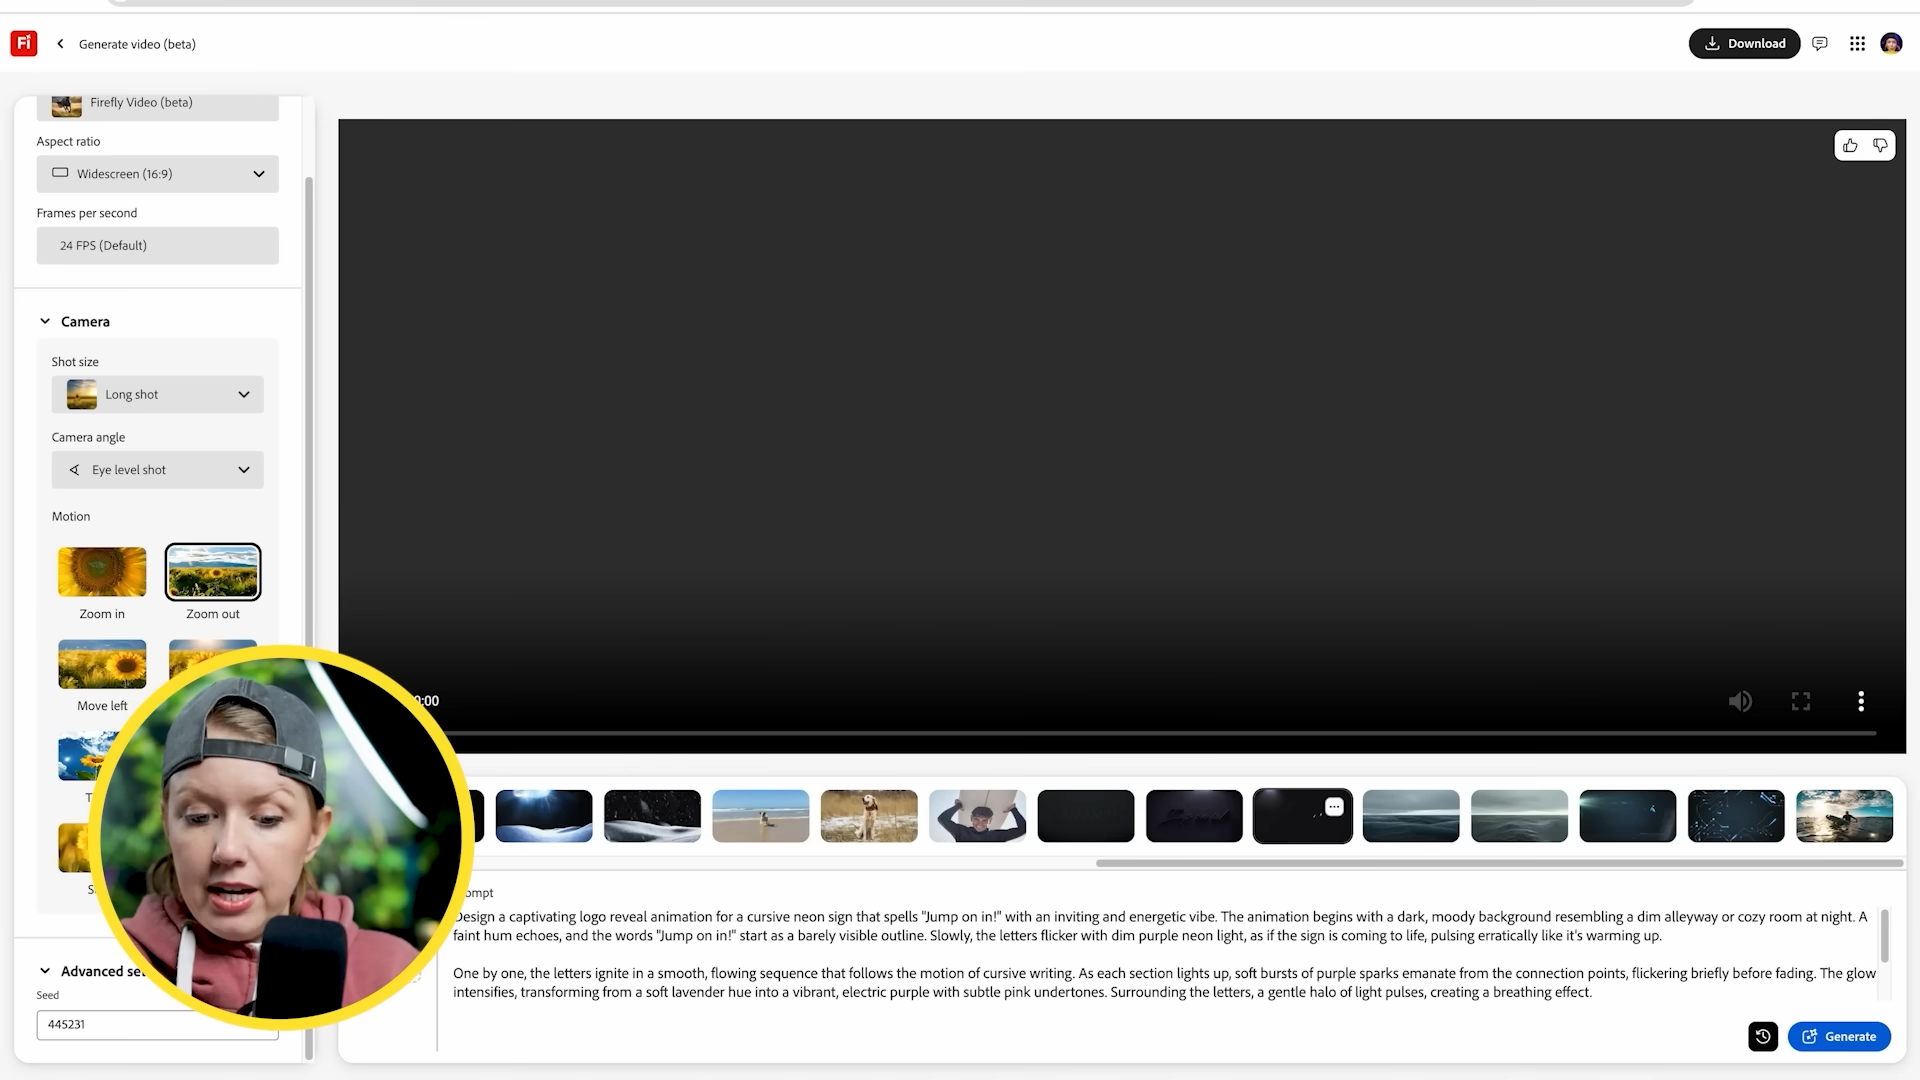 Fi
Generate video (beta)
Download
Firefly Video (beta)
Aspect ratio
Widescreen (16:9)
Frames per second
24 FPS (Default)
Camera
Shot size
Long shot
Camera angle
Eye level shot
Motion
Zoom in
Zoom out
Move left
0:00
Design a captivating logo reveal animation for a cursive neon sign that spells "Jump on in!" with an inviting and energetic vibe. The animation begins with a dark, moody background resembling a dim alleyway or cozy room at night. A
faint hum echoes, and the words "Jump on in!" start as a barely visible outline. Slowly, the letters flicker with dim purple neon light, as if the sign is coming to life, pulsing erratically like it's warming up.
One by one, the letters ignite in a smooth, flowing sequence that follows the motion of cursive writing. As each section lights up, soft bursts of purple sparks emanate from the connection points, flickering briefly before fading. The glow
intensifies, transforming from a soft lavender hue into a vibrant, electric purple with subtle pink undertones. Surrounding the letters, a gentle halo of light pulses, creating a breathing effect.
Advanced
Seed
445231
Generate